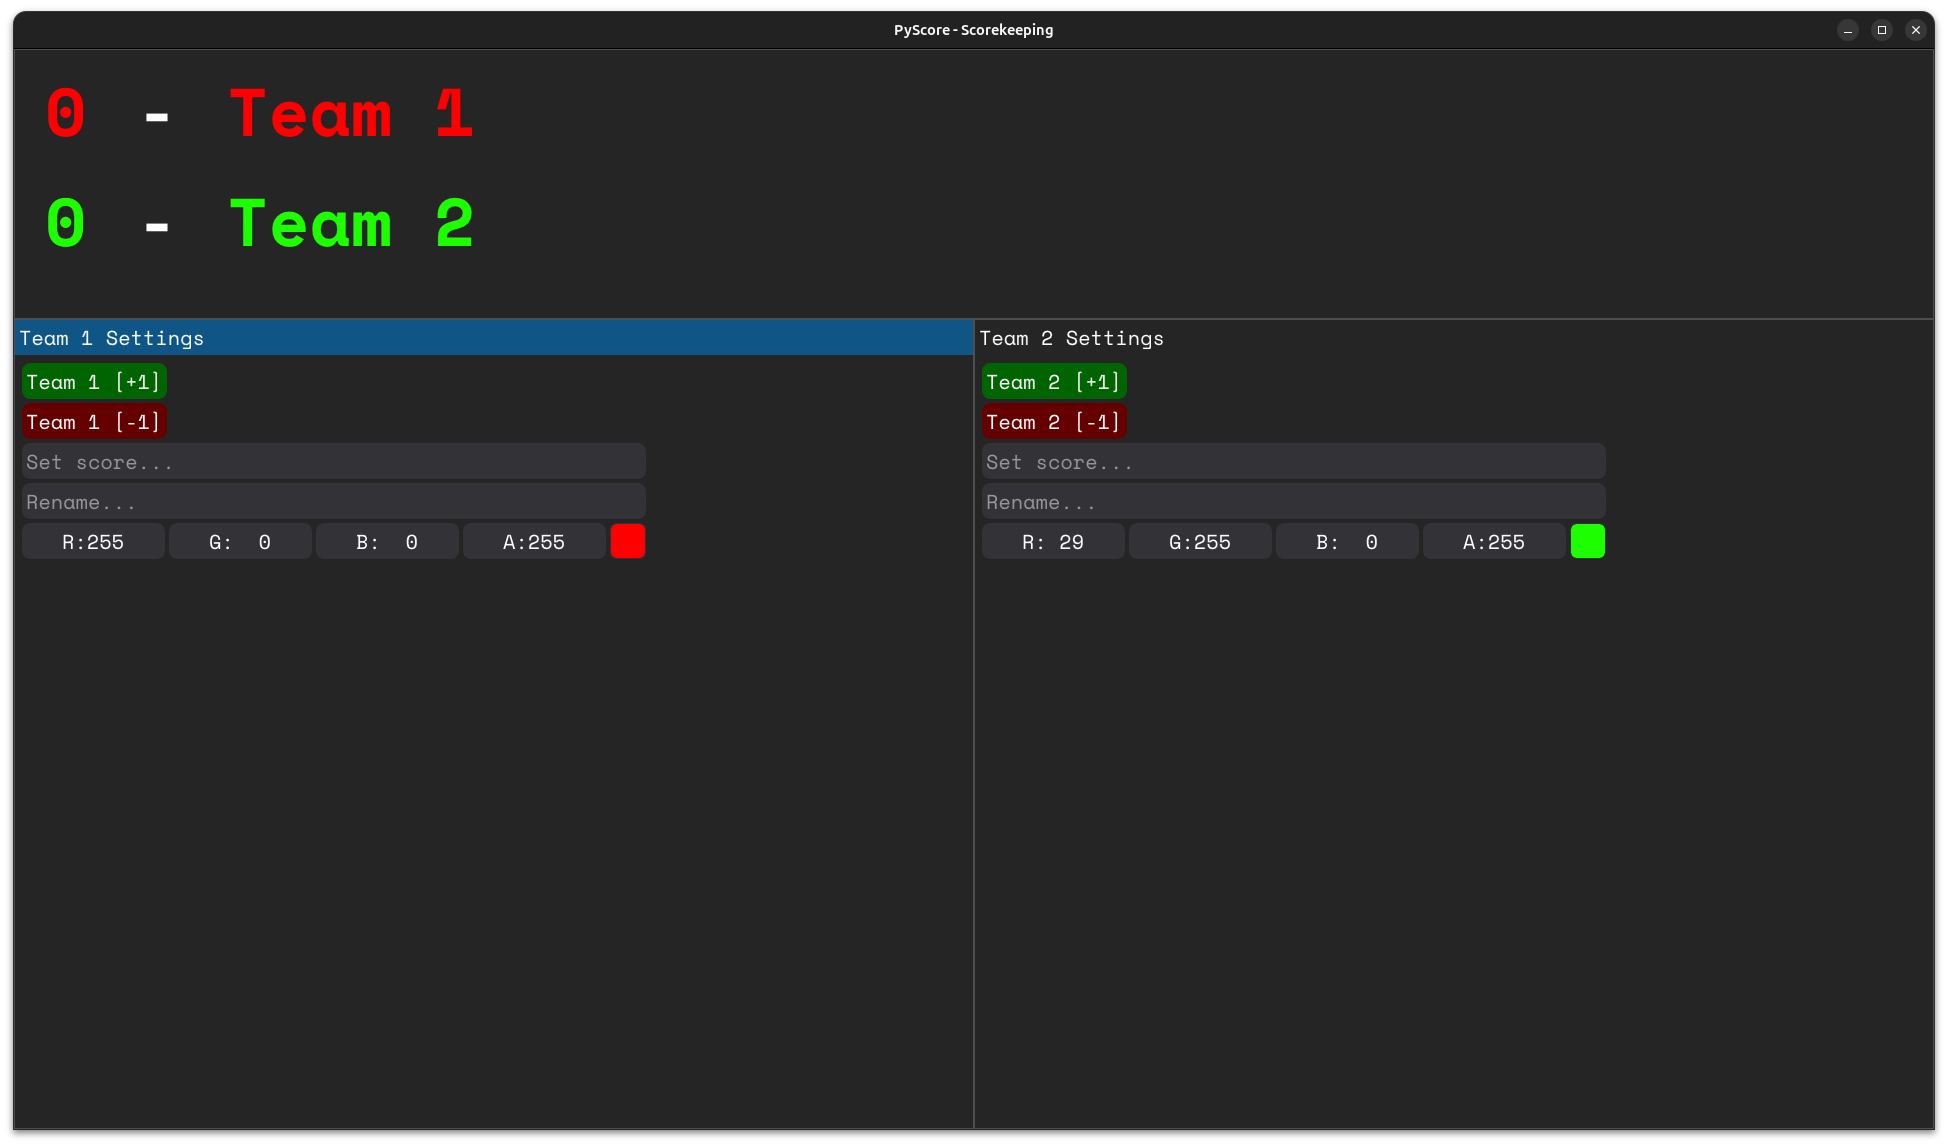 PyScore - Scorekeeping
0 - Team 1
0 - Team 2
Team 1 Settings
Team 1 [+1]
Team 1 [-1]
Set score...
Rename...
R:255 G: 0 B: 0 A:255
Team 2 Settings
Team 2 [+1]
Team 2 [-1]
Set score...
Rename...
R: 29 G:255 B: 0 A:255